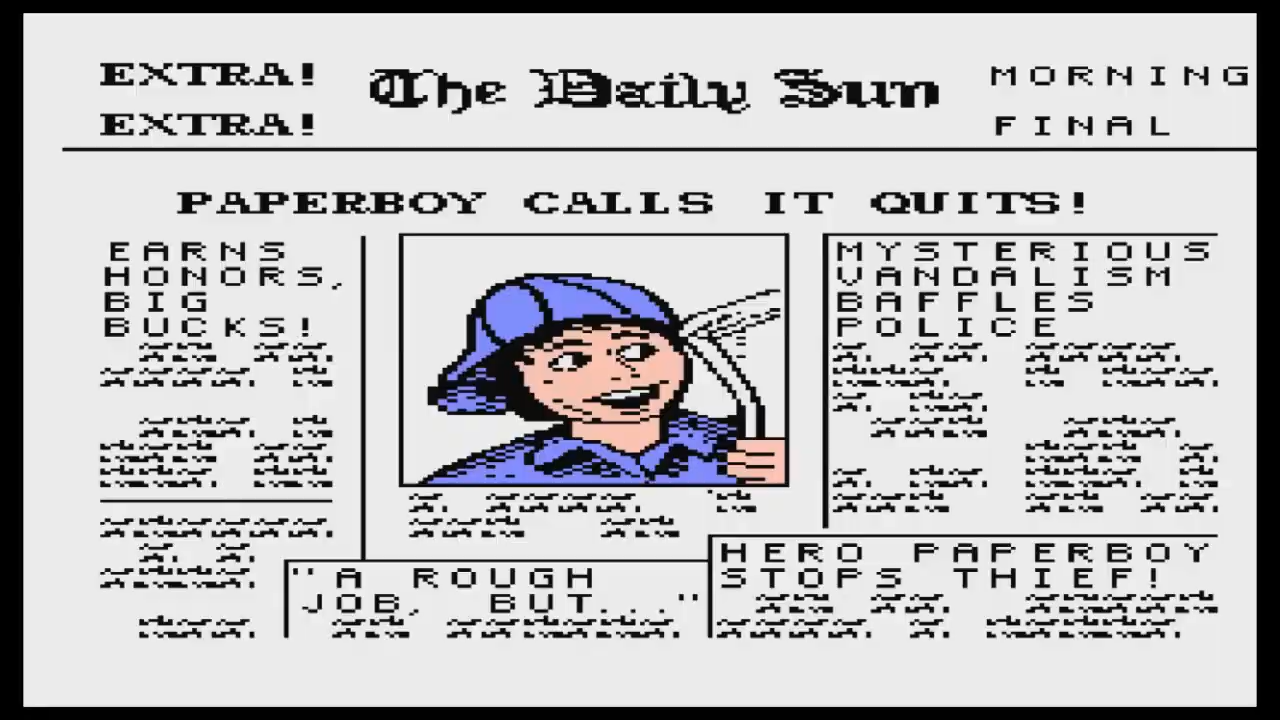 EXTRA!
EXTRA!
The Daily Sun
MORNING
FINAL
PAPERBOY CALLS IT QUITS!
EARNS
HONORS,
BIG
BUCKS!
MYSTERIOUS
VANDALISM
BAFFLES
POLICE
"A ROUGH
JOB, BUT..."
HERO PAPERBOY
STOPS THIEF!